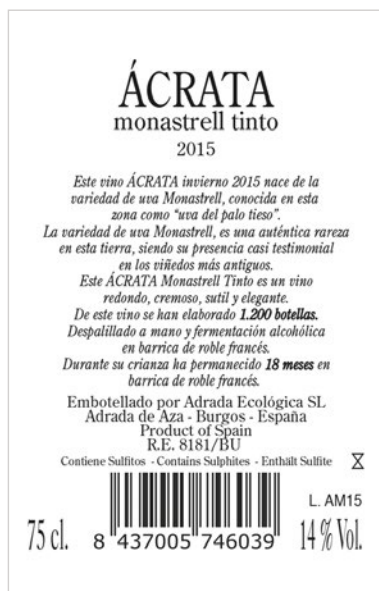 ÁCRATA
monastrell tinto
2015
Este vino ÁCRATA invierno 2015 nace de la
variedad de uva Monastrell, conocida en esta
zona como “uva del palo tieso”.
La variedad de uva Monastrell, es una auténtica rareza
en esta tierra, siendo su presencia casi testimonial
en los viñedos más antiguos.
Este ÁCRATA Monastrell Tinto es un vino
redondo, cremoso, sutil y elegante.
De este vino se han elaborado 1.200 botellas.
Despalillado a mano y fermentación alcohólica
en barrica de roble francés.
Durante su crianza ha permanecido 18 meses en
barrica de roble francés.
Embotellado por Adrada Ecológica SL
Adrada de Aza - Burgos - España
Product of Spain
R.E. 8181/BU
Contiene Sulfitos - Contains Sulphites - Enthält Sulfite
L. AM15
75 cl. 8 437005 746039 14 % Vol.